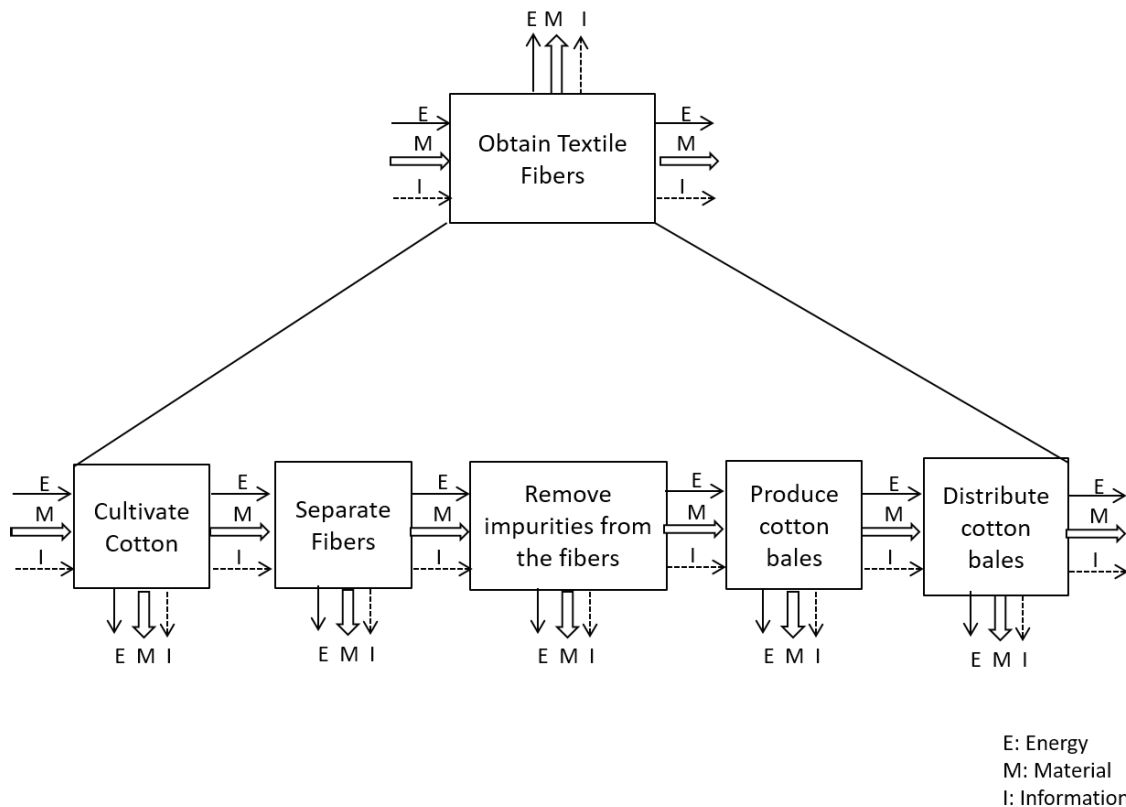 E M I
E E
M Obtain Textile M
Fibers
I I
E E E E E E
M Cultivate M Separate M Remove M Produce M Distribute M
Cotton Fibers impurities from cotton cotton
the fibers bales bales
I I I I I I
E M I E M I E M I E M I E M I
E: Energy
M: Material
I: Information